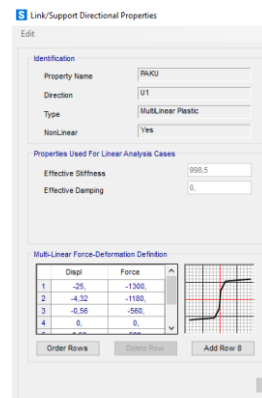 Link/Support Directional Properties
Edit
Identification
Property Name PAKU
Direction U1
Type MultiLinear Plastic
NonLinear Yes
Properties Used For Linear Analysis Cases
Effective Stiffness 998,5
Effective Damping 0,
Multi-Linear Force-Deformation Definition
Displ Force
1 -25, -1300,
2 -4,32 -1180,
3 -0,56 -560,
4 0, 0,
Order Rows Delete Row Add Row 8